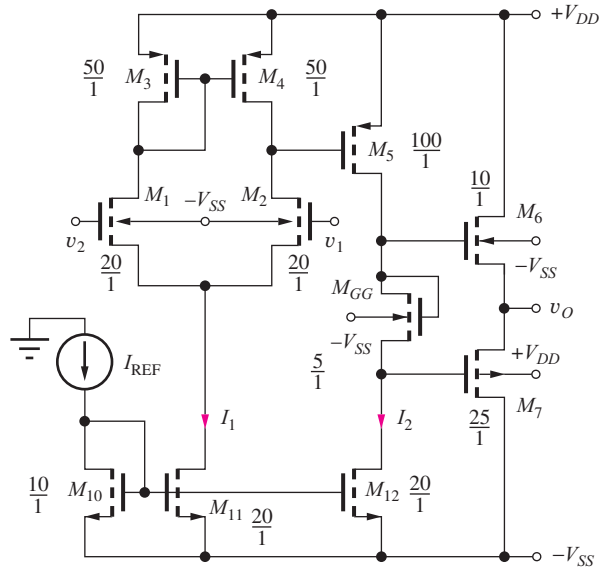 +V_DD
50/1
M_3
M_4
50/1
M_5
100/1
10/1
M_1
-V_SS
M_2
M_6
v_2
20/1
20/1
v_1
-V_SS
M_GG
v_O
-V_SS
+V_DD
I_REF
5/1
M_7
I_1
I_2
25/1
10/1
M_10
M_11
20/1
M_12
20/1
-V_SS